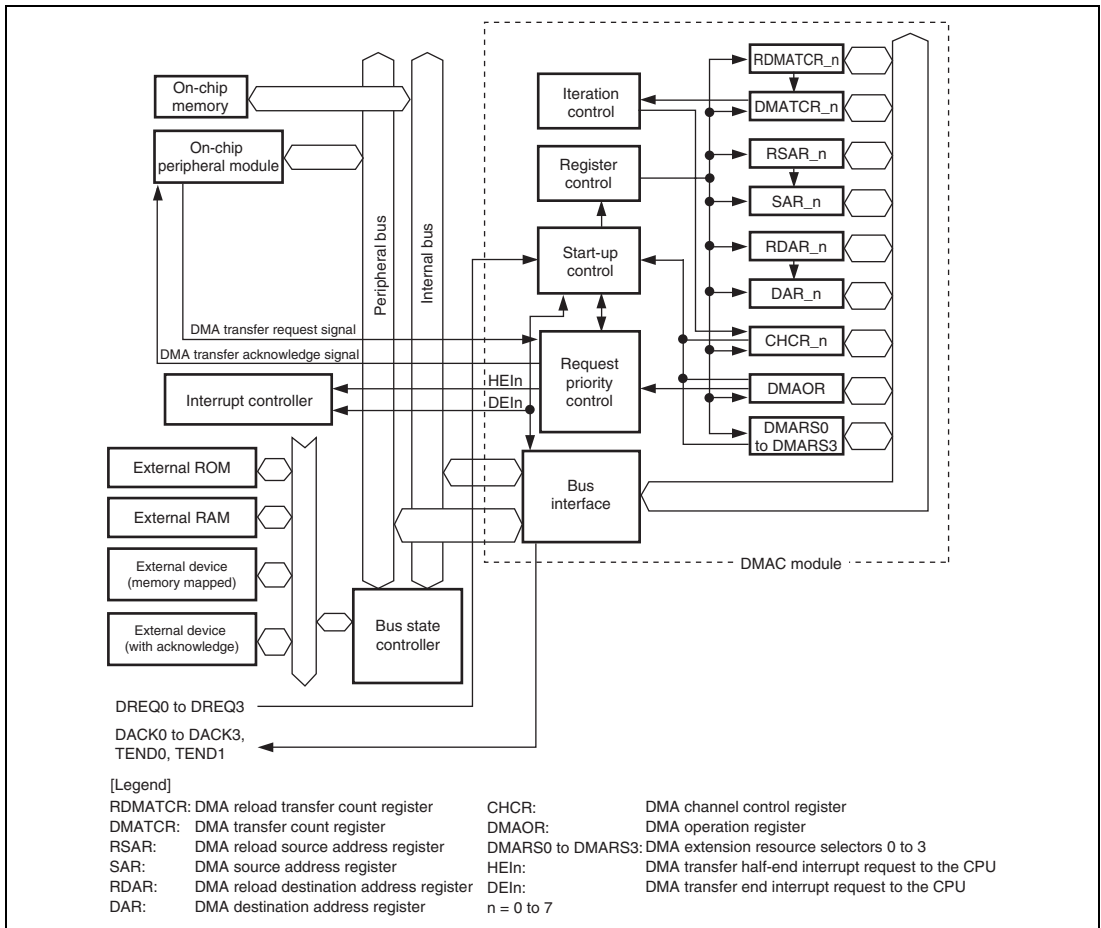 On-chip
memory
On-chip
peripheral module
Peripheral bus
Internal bus
DMA transfer request signal
DMA transfer acknowledge signal
Interrupt controller
HEIn
DEIn
External ROM
External RAM
External device
(memory mapped)
External device
(with acknowledge)
Bus state
controller
DREQ0 to DREQ3
DACK0 to DACK3,
TEND0, TEND1
Iteration
control
Register
control
Start-up
control
Request
priority
control
Bus
interface
RDMATCR_n
DMATCR_n
RSAR_n
SAR_n
RDAR_n
DAR_n
CHCR_n
DMAOR
DMARS0
to DMARS3
DMAC module
[Legend]
RDMATCR: DMA reload transfer count register
DMATCR: DMA transfer count register
RSAR: DMA reload source address register
SAR: DMA source address register
RDAR: DMA reload destination address register
DAR: DMA destination address register
CHCR: DMA channel control register
DMAOR: DMA operation register
DMARS0 to DMARS3: DMA extension resource selectors 0 to 3
HEIn: DMA transfer half-end interrupt request to the CPU
DEIn: DMA transfer end interrupt request to the CPU
n = 0 to 7